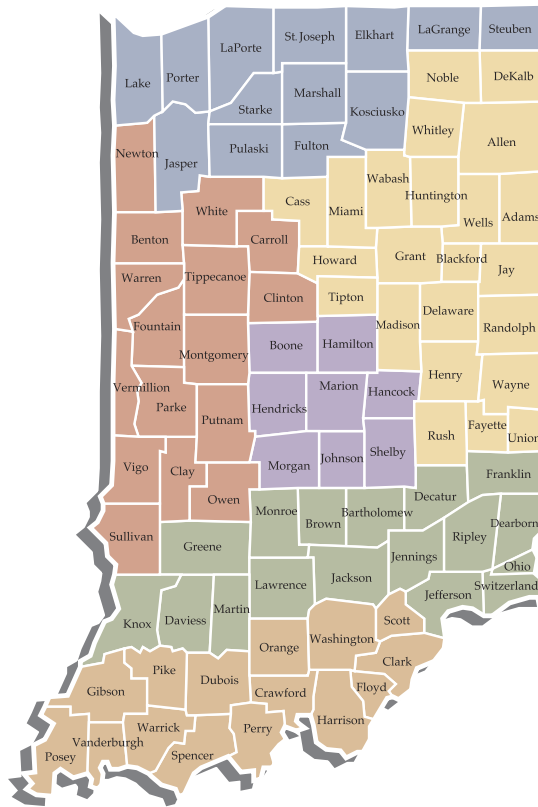 LaGrange
Steuben
St. Joseph
Elkhart
LaPorte
Noble
DeKalb
Porter
Lake
Marshall
Starke
Kosciusko
Whitley
Allen
Fulton
Pulaski
Newton
Jasper
Wabash
Huntington
Cass
White
Miami
Adams
Wells
Carroll
Benton
Grant
Blackford
Howard
Jay
Tippecanoe
Warren
Clinton
Tipton
Delaware
Madison
Fountain
Randolph
Hamilton
Boone
Montgomery
Henry
Wayne
Marion
Vermillion
Hancock
Parke
Hendricks
Putnam
Fayette
Rush
Union
Shelby
Johnson
Morgan
Vigo
Clay
Franklin
Decatur
Owen
Monroe
Bartholomew
Brown
Dearborn
Sullivan
Ripley
Greene
Jennings
Ohio
Jackson
Lawrence
Switzerland
Jefferson
Martin
Daviess
Knox
Scott
Washington
Orange
Clark
Pike
Dubois
Floyd
Gibson
Crawford
Harrison
Warrick
Perry
Vanderburgh
Posey
Spencer